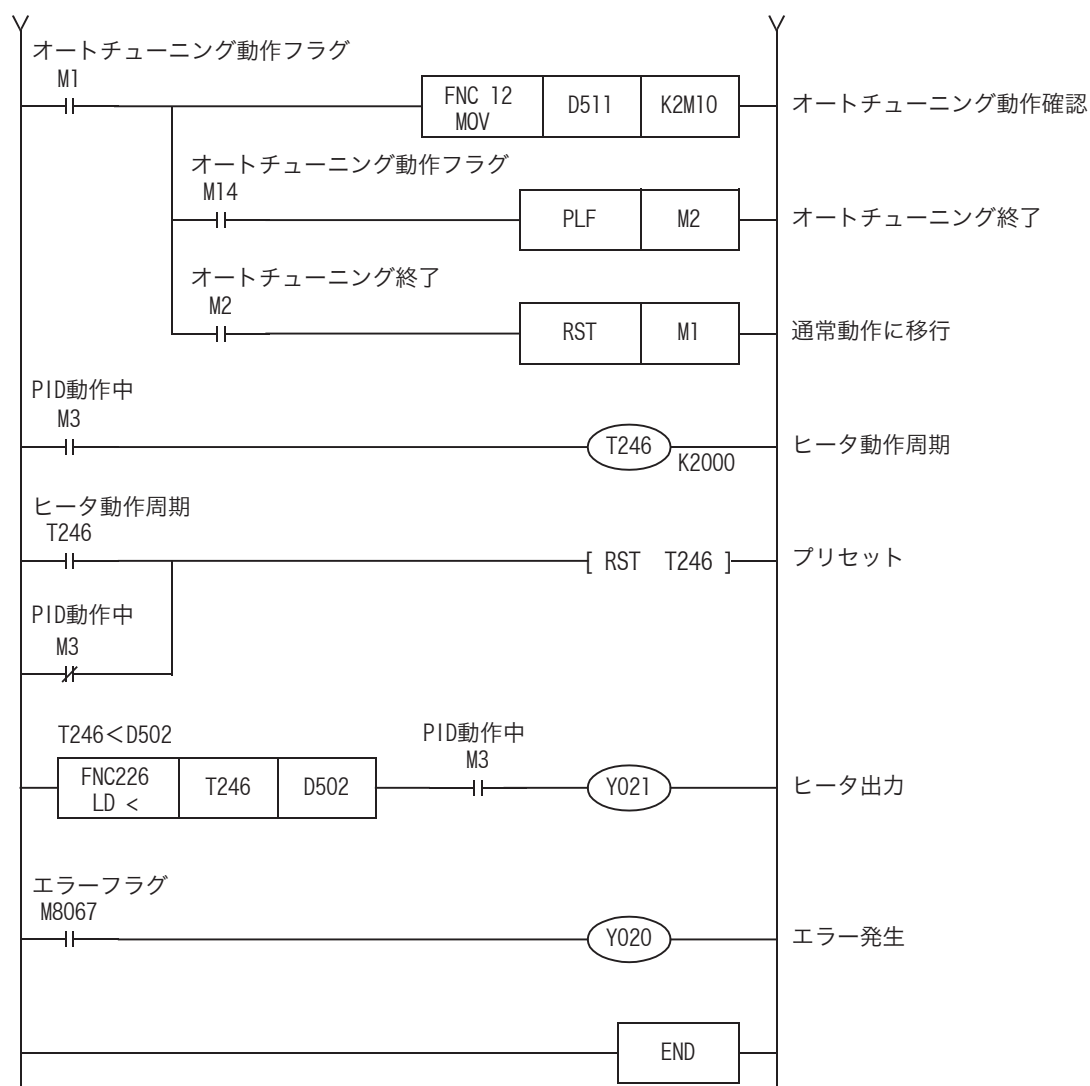 オートチューニング動作フラグ
M1
FNC 12
MOV
D511
K2M10
オートチューニング動作確認
オートチューニング動作フラグ
M14
PLF
M2
オートチューニング終了
オートチューニング終了
M2
RST
M1
通常動作に移行
PID動作中
M3
T246
K2000
ヒータ動作周期
ヒータ動作周期
T246
[ RST T246 ]
プリセット
PID動作中
M3
T246<D502
FNC226
LD <
T246
D502
PID動作中
M3
Y021
ヒータ出力
エラーフラグ
M8067
Y020
エラー発生
END